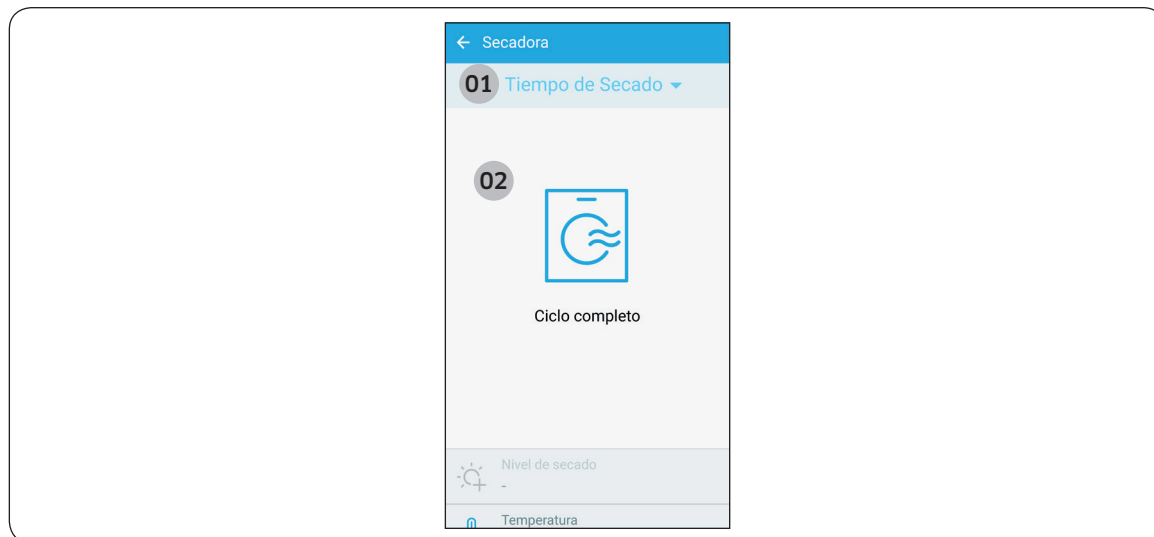 ← Secadora
01 Tiempo de Secado
02
Ciclo completo
Nivel de secado
-
Temperatura